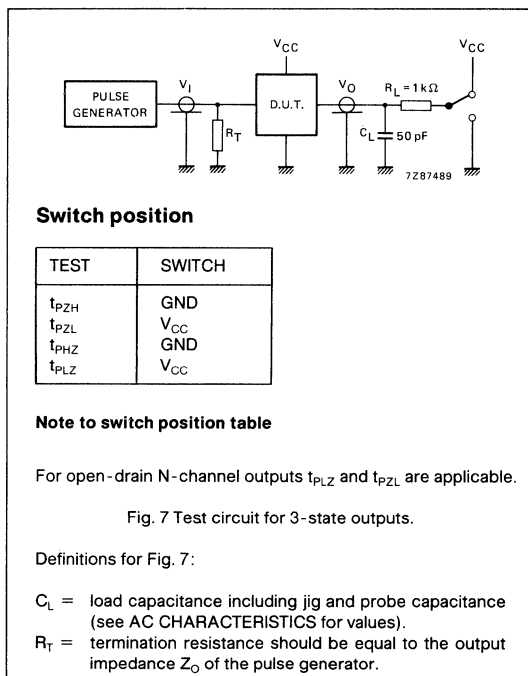 V_CC V_CC
V_I V_O R_L = 1 kΩ
PULSE GENERATOR
D.U.T.
R_T
C_L 50 pF
7Z87489
Switch position
TEST SWITCH
t_PZH GND
t_PZL V_CC
t_PHZ GND
t_PLZ V_CC
Note to switch position table
For open-drain N-channel outputs t_PLZ and t_PZL are applicable.
Fig. 7 Test circuit for 3-state outputs.
Definitions for Fig. 7:
C_L = load capacitance including jig and probe capacitance
(see AC CHARACTERISTICS for values).
R_T = termination resistance should be equal to the output
impedance Z_O of the pulse generator.